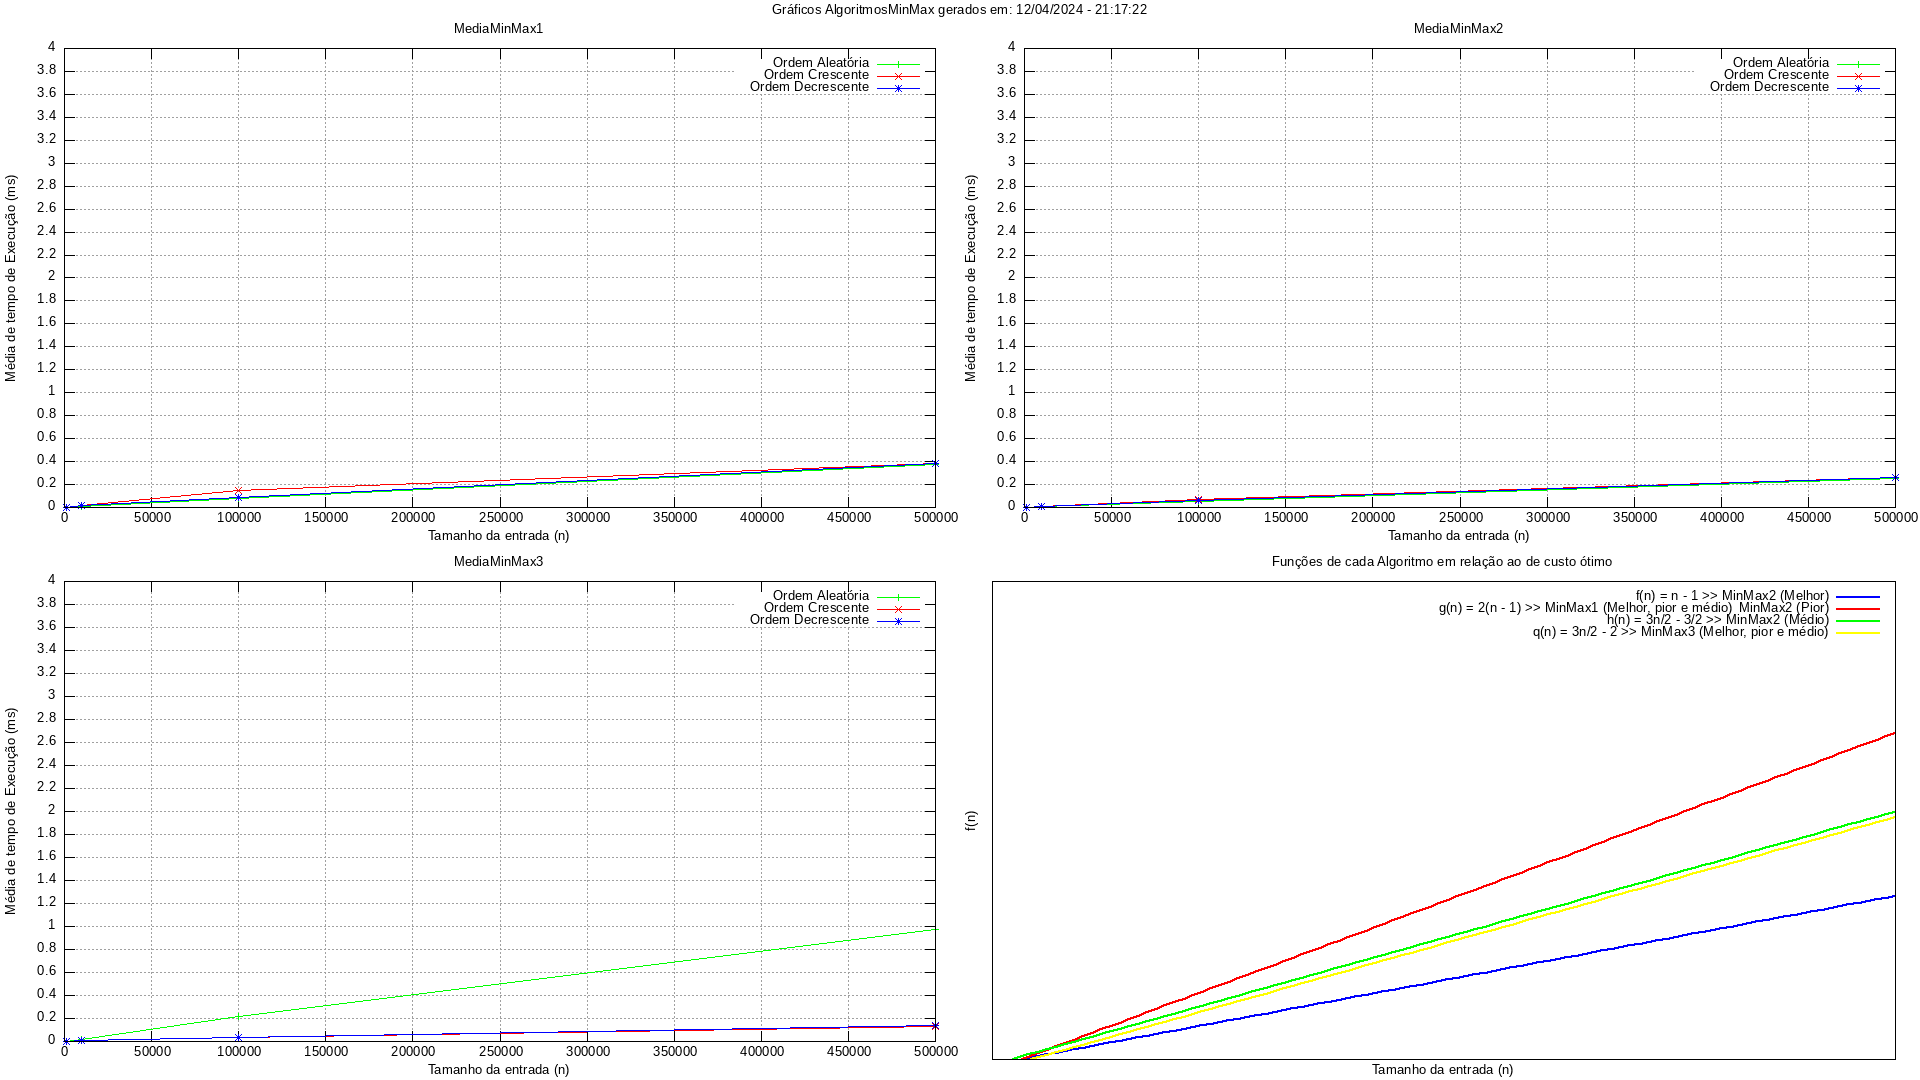 Gráficos AlgoritmosMinMax gerados em: 12/04/2024 - 21:17:22
MediaMinMax1
Média de tempo de Execução (ms)
4
3.8
3.6
3.4
3.2
3
2.8
2.6
2.4
2.2
2
1.8
1.6
1.4
1.2
1
0.8
0.6
0.4
0.2
0
Ordem Aleatória
Ordem Crescente
Ordem Decrescente
0 50000 100000 150000 200000 250000 300000 350000 400000 450000 500000
Tamanho da entrada (n)
MediaMinMax2
Média de tempo de Execução (ms)
4
3.8
3.6
3.4
3.2
3
2.8
2.6
2.4
2.2
2
1.8
1.6
1.4
1.2
1
0.8
0.6
0.4
0.2
0
Ordem Aleatória
Ordem Crescente
Ordem Decrescente
0 50000 100000 150000 200000 250000 300000 350000 400000 450000 500000
Tamanho da entrada (n)
MediaMinMax3
Média de tempo de Execução (ms)
4
3.8
3.6
3.4
3.2
3
2.8
2.6
2.4
2.2
2
1.8
1.6
1.4
1.2
1
0.8
0.6
0.4
0.2
0
Ordem Aleatória
Ordem Crescente
Ordem Decrescente
0 50000 100000 150000 200000 250000 300000 350000 400000 450000 500000
Tamanho da entrada (n)
Funções de cada Algoritmo em relação ao de custo ótimo
f(n)
f(n) = n - 1 >> MinMax2 (Melhor)
g(n) = 2(n - 1) >> MinMax1 (Melhor, pior e médio)  MinMax2 (Pior)
h(n) = 3n/2 - 3/2 >> MinMax2 (Médio)
q(n) = 3n/2 - 2 >> MinMax3 (Melhor, pior e médio)
Tamanho da entrada (n)